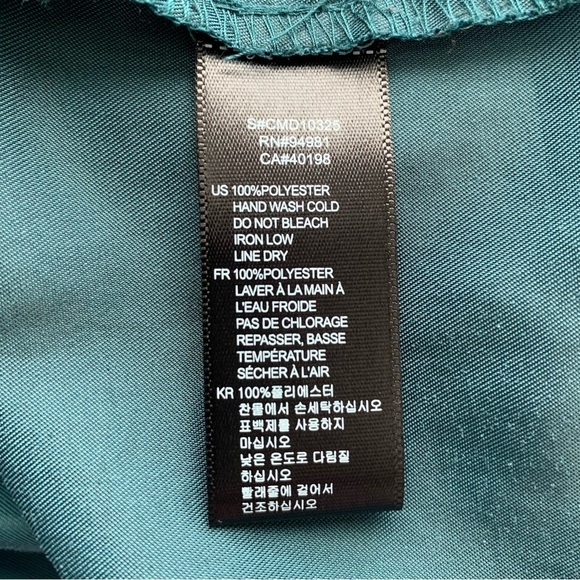 S#CMD10326
RN#94981
CA#40198
US 100%POLYESTER
HAND WASH COLD
DO NOT BLEACH
IRON LOW
LINE DRY
FR 100%POLYESTER
LAVER À LA MAIN À
L'EAU FROIDE
PAS DE CHLORAGE
REPASSER, BASSE
TEMPÉRATURE
SÉCHER À L'AIR
KR 100%폴리에스터
찬물에서 손세탁하십시오
표백제를 사용하지
마십시오
낮은 온도로 다림질
하십시오
빨래줄에 걸어서
건조하십시오